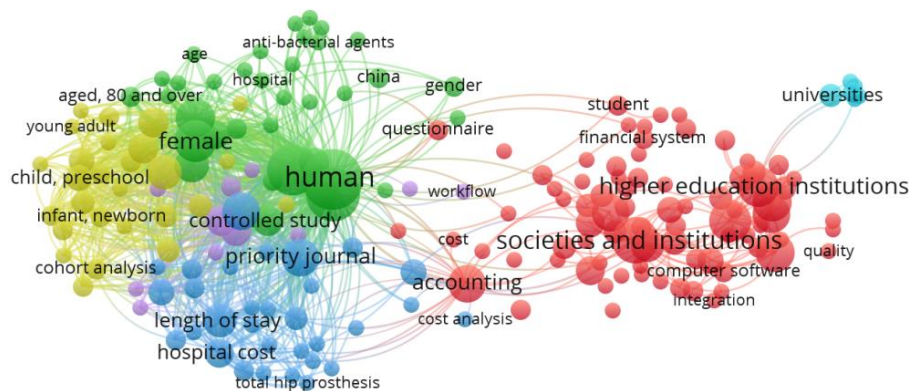 anti-bacterial agents
age
hospital
china
gender
aged, 80 and over
universities
student
young adult
questionnaire
financial system
female
child, preschool
human
workflow
higher education institutions
infant, newborn
controlled study
cost
societies and institutions
priority journal
quality
cohort analysis
accounting
computer software
integration
length of stay
cost analysis
hospital cost
total hip prosthesis